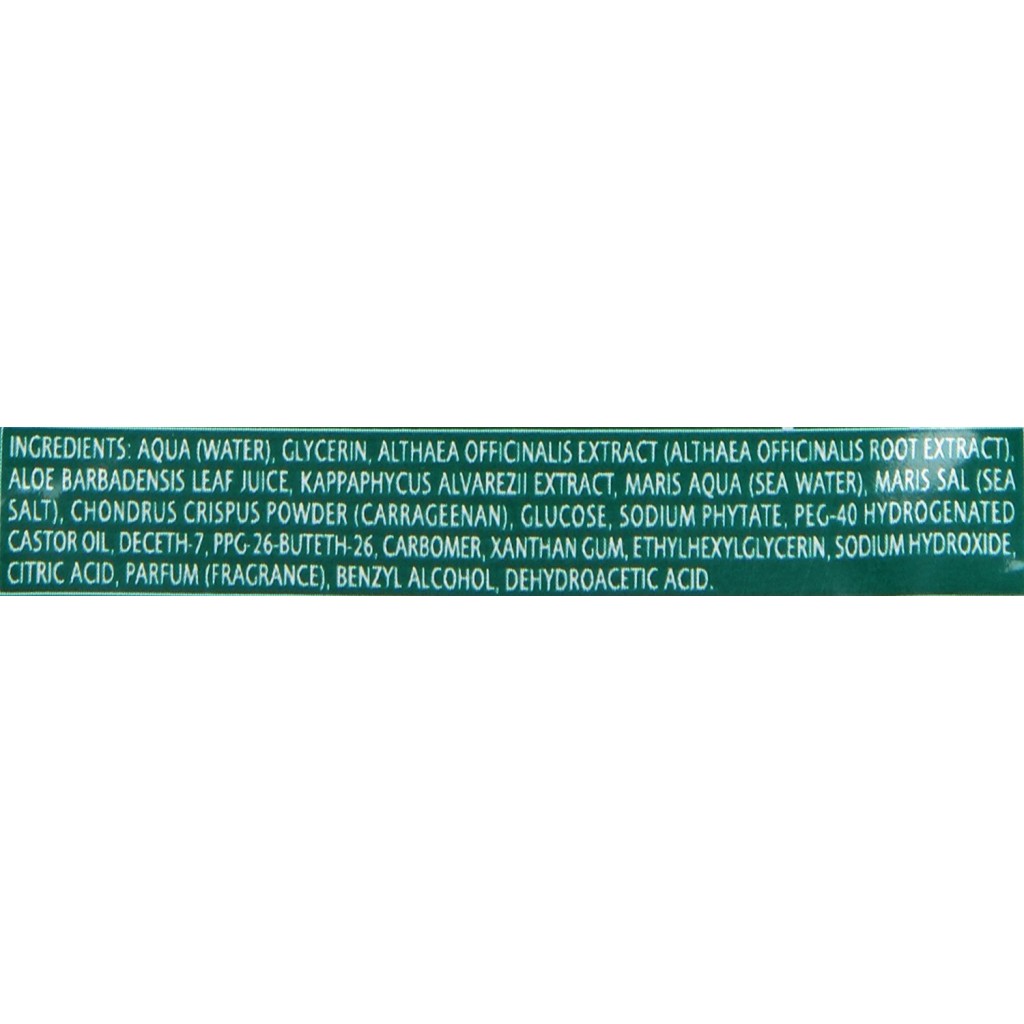 INGREDIENTS: AQUA (WATER), GLYCERIN, ALTHAEA OFFICINALIS EXTRACT (ALTHAEA OFFICINALIS ROOT EXTRACT),
ALOE BARBADENSIS LEAF JUICE, KAPPAPHYCUS ALVAREZII EXTRACT, MARIS AQUA (SEA WATER), MARIS SAL (SEA
SALT), CHONDRUS CRISPUS POWDER (CARRAGEENAN), GLUCOSE, SODIUM PHYTATE, PEG-40 HYDROGENATED
CASTOR OIL, DECETH-7, PPG-26-BUTETH-26, CARBOMER, XANTHAN GUM, ETHYLHEXYLGLYCERIN, SODIUM HYDROXIDE,
CITRIC ACID, PARFUM (FRAGRANCE), BENZYL ALCOHOL, DEHYDROACETIC ACID.